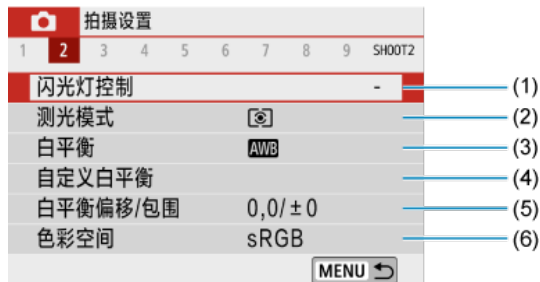 拍摄设置
1 2 3 4 5 6 7 8 9 SHOOT2
闪光灯控制 - (1)
测光模式 (2)
白平衡 AWB (3)
自定义白平衡 (4)
白平衡偏移/包围 0,0/±0 (5)
色彩空间 sRGB (6)
MENU